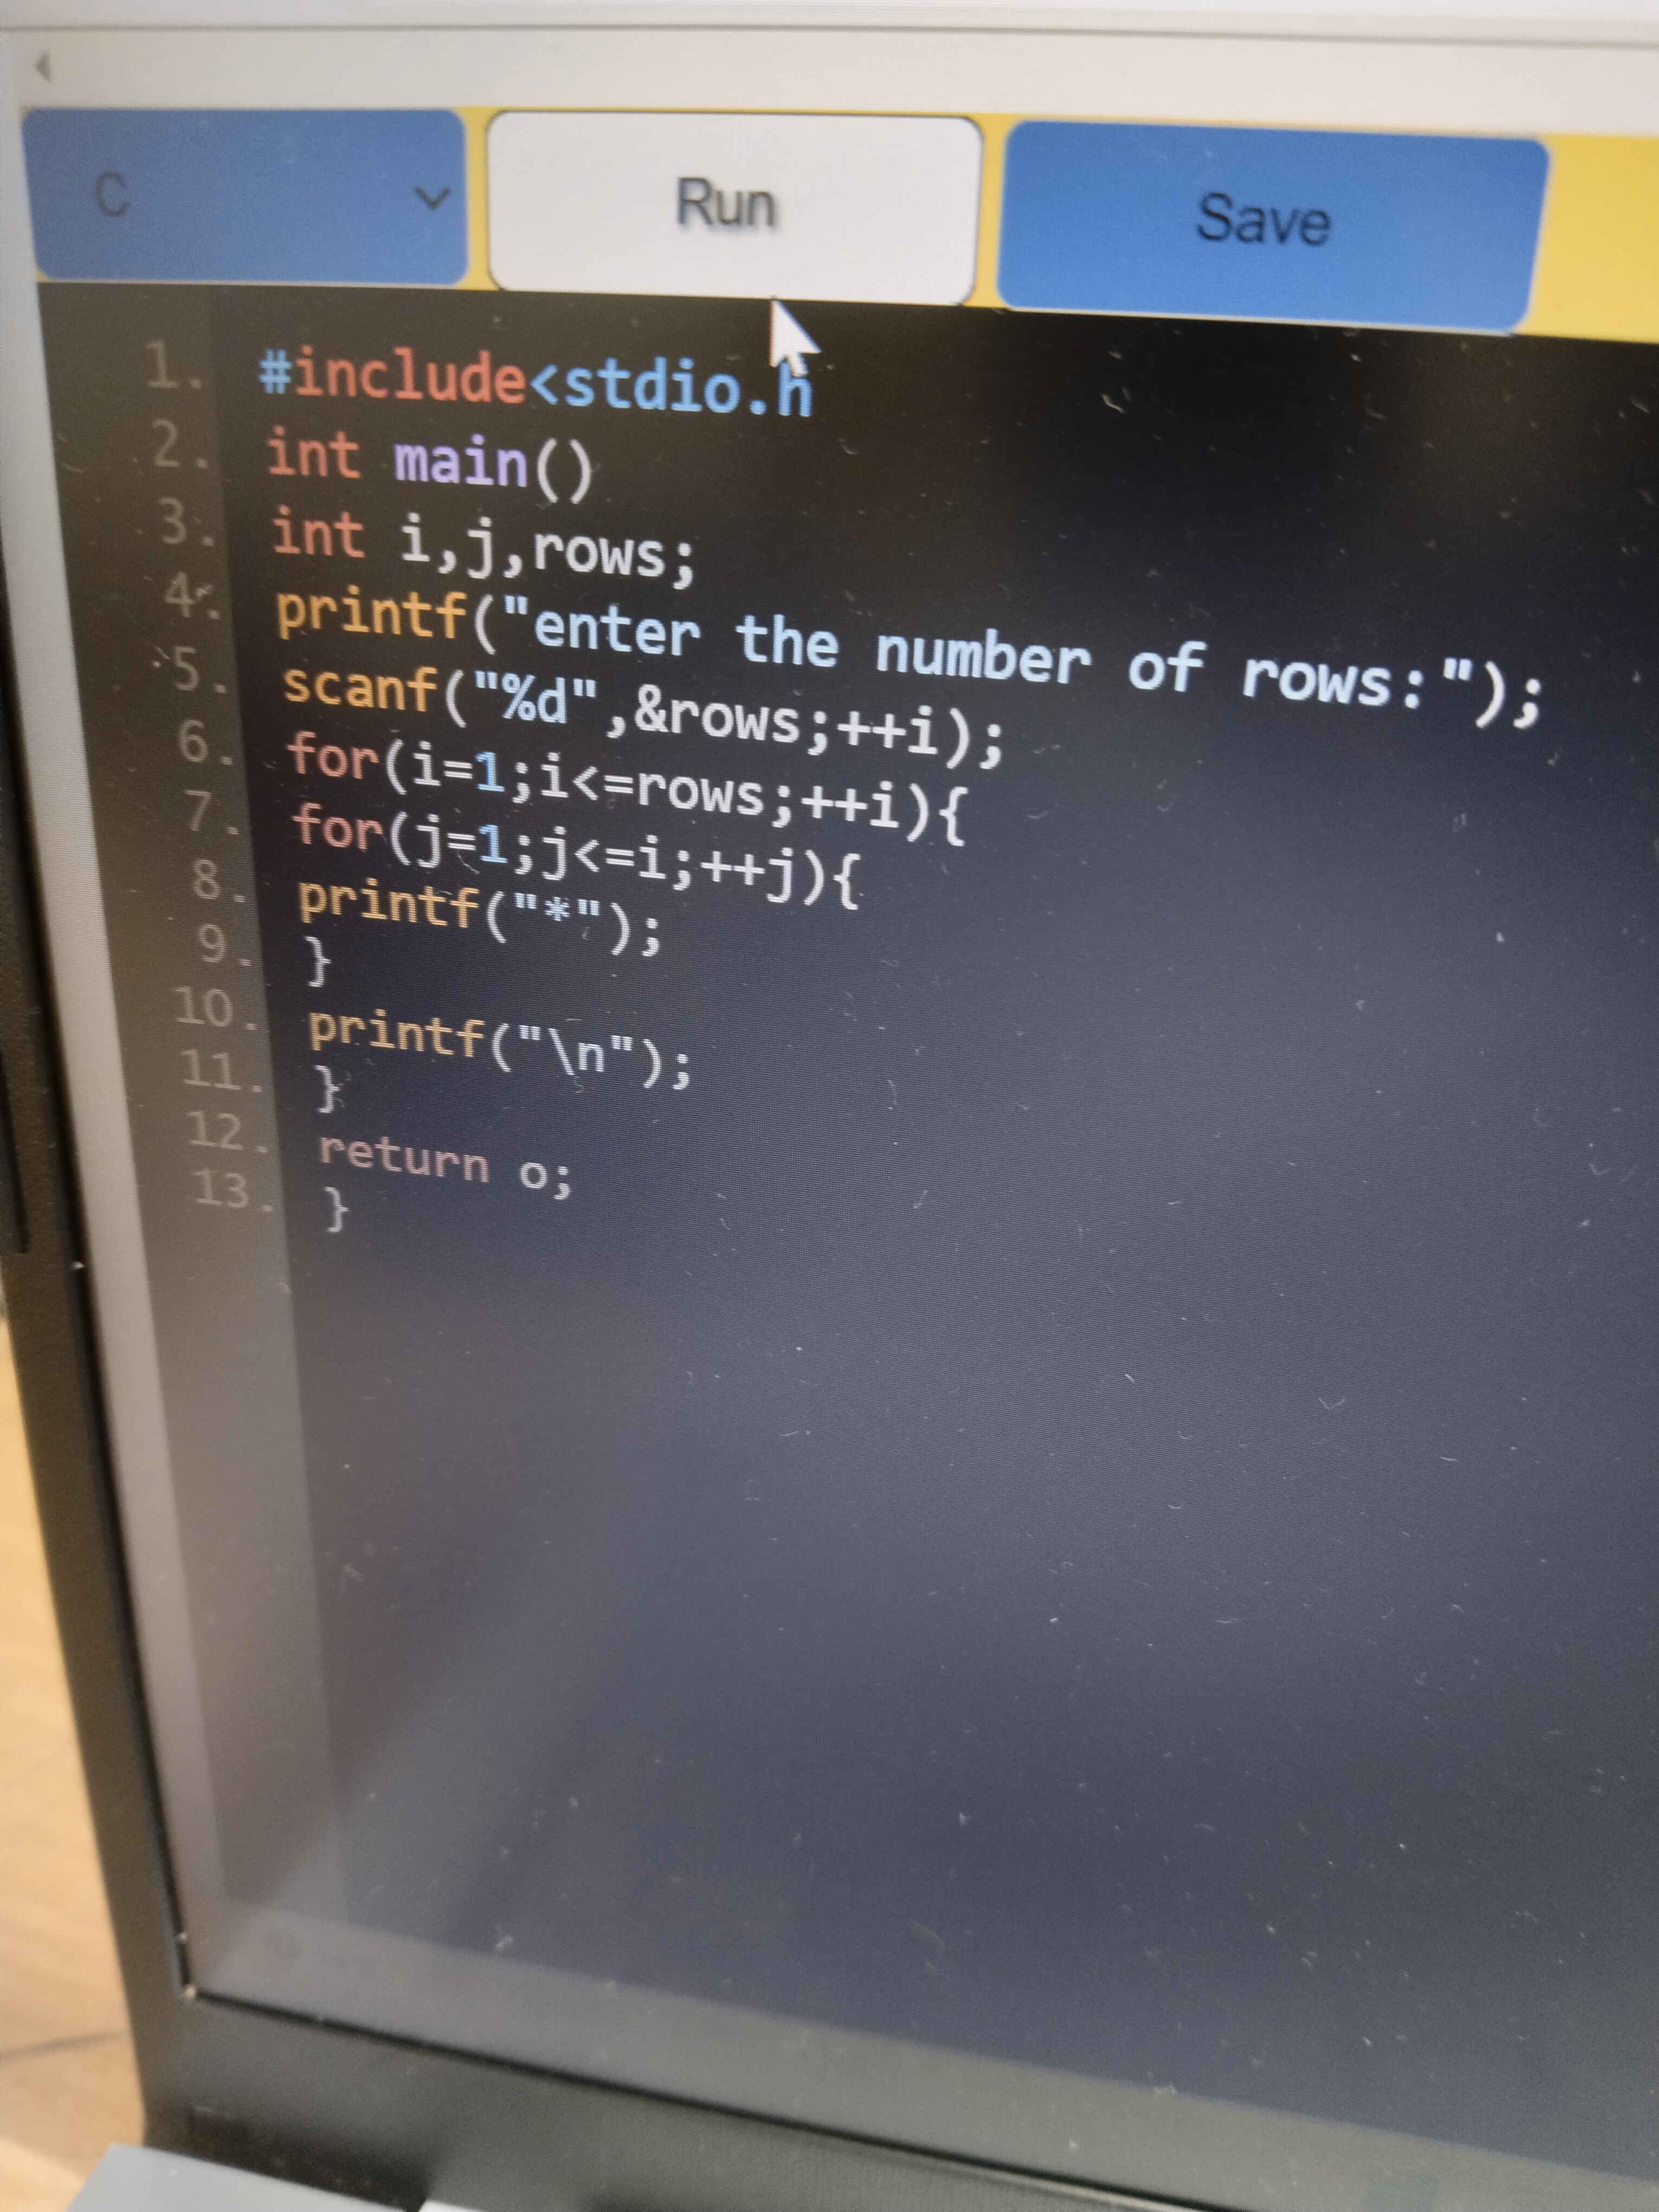 C Run Save
1. #include<stdio.h
2. int main()
3. int i,j,rows;
4. printf("enter the number of rows:");
5. scanf("%d",&rows;++i);
6. for(i=1;i<=rows;++i){
7. for(j=1;j<=i;++j){
8. printf("*");
9. }
10. printf("\n");
11. }
12. return o;
13. }